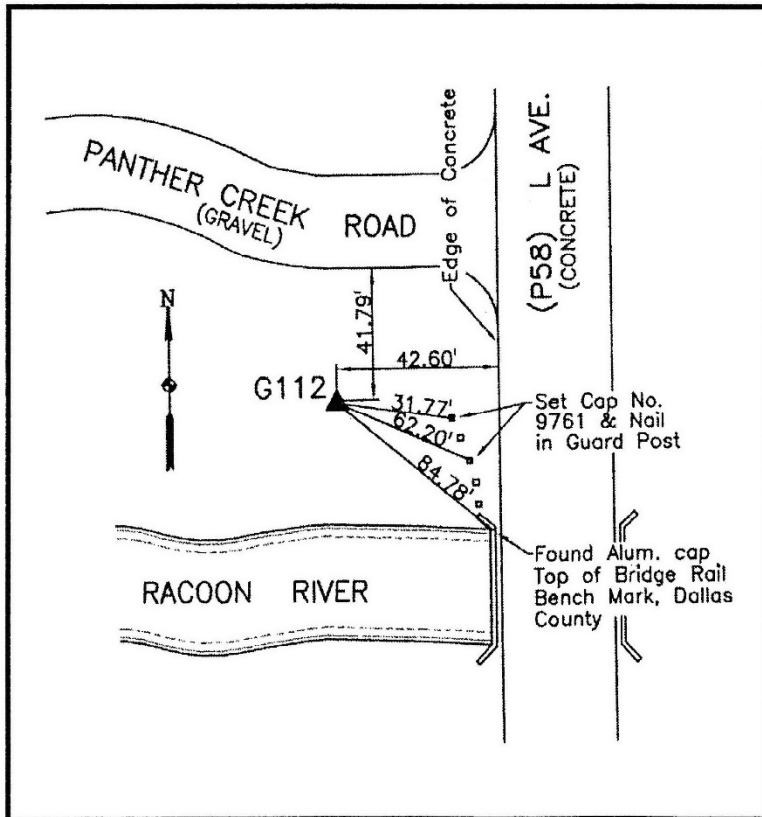 PANTHER CREEK
(GRAVEL)
ROAD
Edge of Concrete
(P58) L AVE.
(CONCRETE)
N
41.79'
42.60'
G112
31.77'
62.20'
84.78'
Set Cap No.
9761 & Nail
in Guard Post
Found Alum. cap
Top of Bridge Rail
Bench Mark, Dallas
County
RACOON RIVER